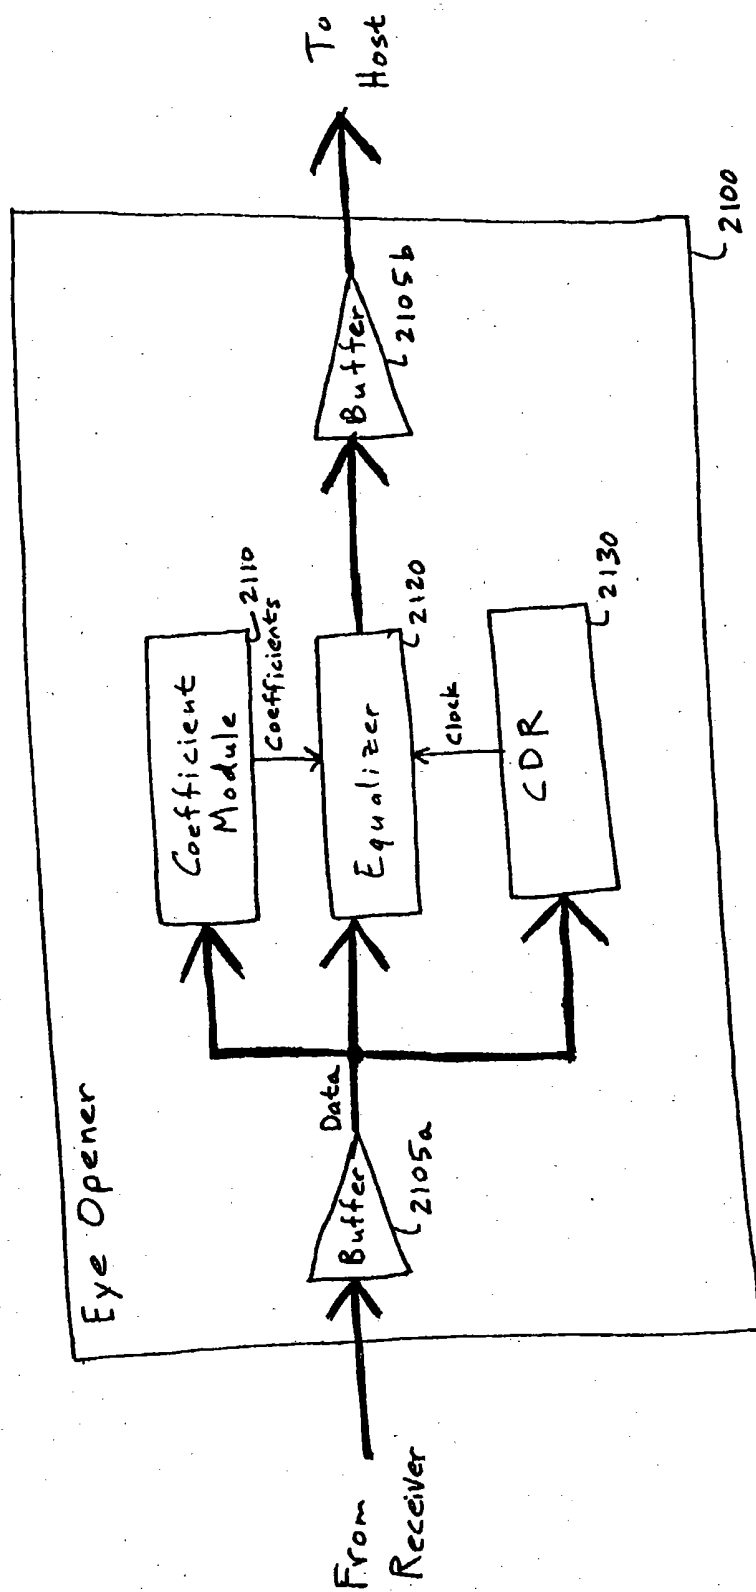 Eye Opener
From
Receiver
Buffer
2105a
Data
Coefficient
Module
2110
Coefficients
Equalizer
2120
Clock
CDR
2130
Buffer
2105b
To
Host
2100